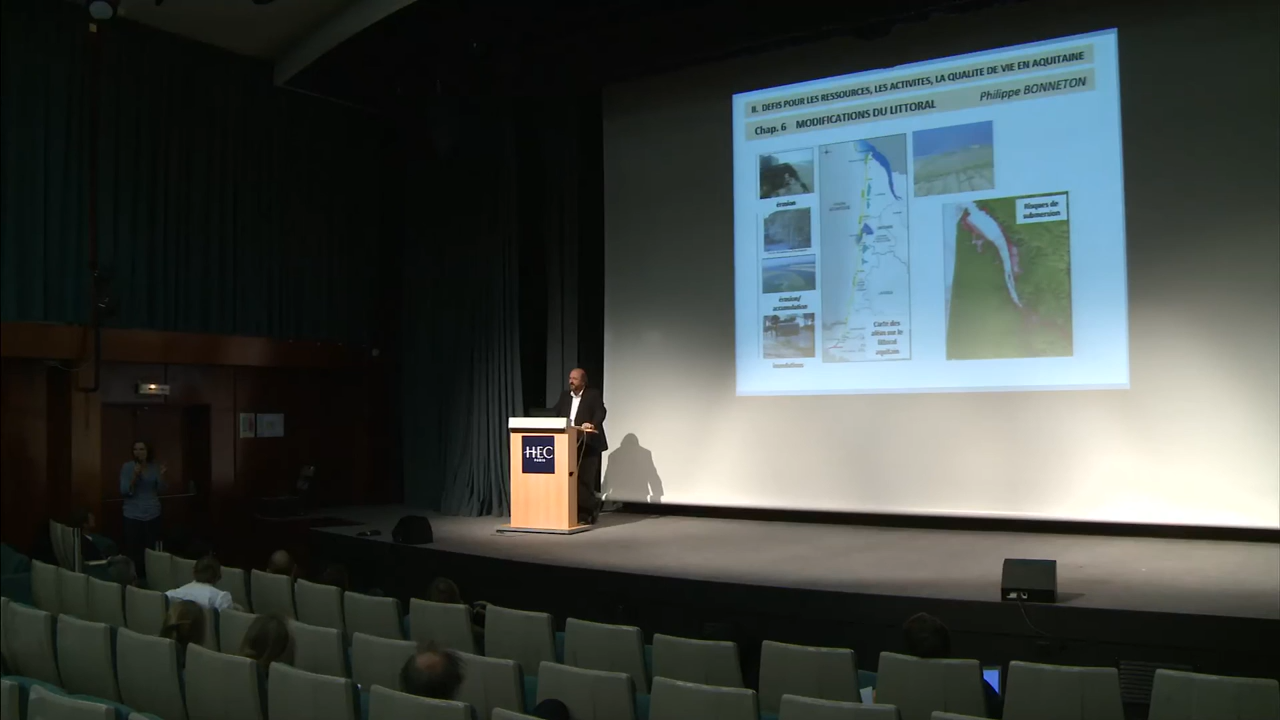 II. DEFIS POUR LES RESSOURCES, LES ACTIVITES, LA QUALITE DE VIE EN AQUITAINE
Chap. 6 MODIFICATIONS DU LITTORAL
Philippe BONNETON
érosion
érosion/
accumulation
inondations
Carte des
aléas sur le
littoral
aquitain
Risques de
submersion
HEC
PARIS